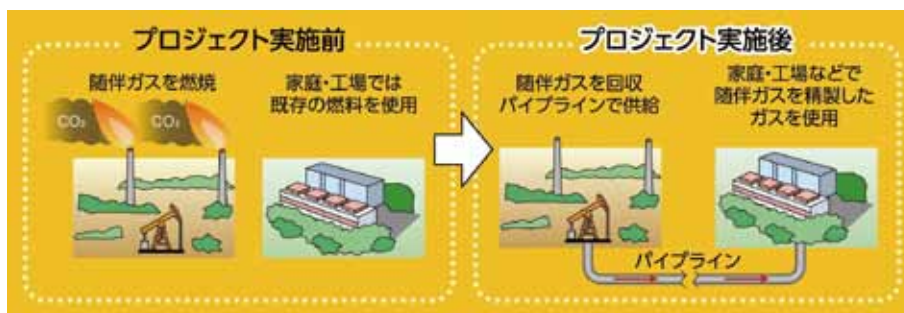 プロジェクト実施前
随伴ガスを燃焼
CO₂
CO₂
家庭・工場では
既存の燃料を使用
プロジェクト実施後
随伴ガスを回収
パイプラインで供給
家庭・工場などで
随伴ガスを精製した
ガスを使用
パイプライン